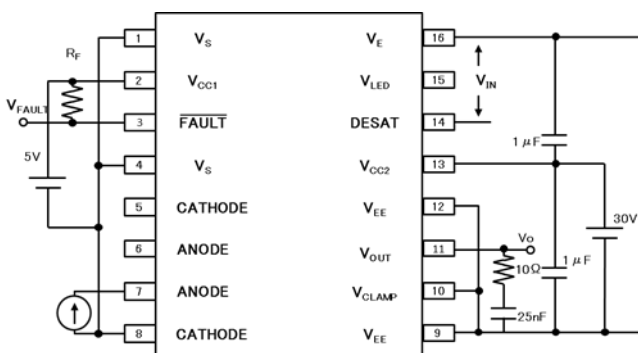 1 V_S V_E 16
R_F
2 V_CC1 V_LED 15
V_IN
V_FAULT
3 FAULT DESAT 14
1 μF
5V
4 V_S V_CC2 13
5 CATHODE V_EE 12
30V
Vo
6 ANODE V_OUT 11
10Ω
1 μF
7 ANODE V_CLAMP 10
25nF
8 CATHODE V_EE 9